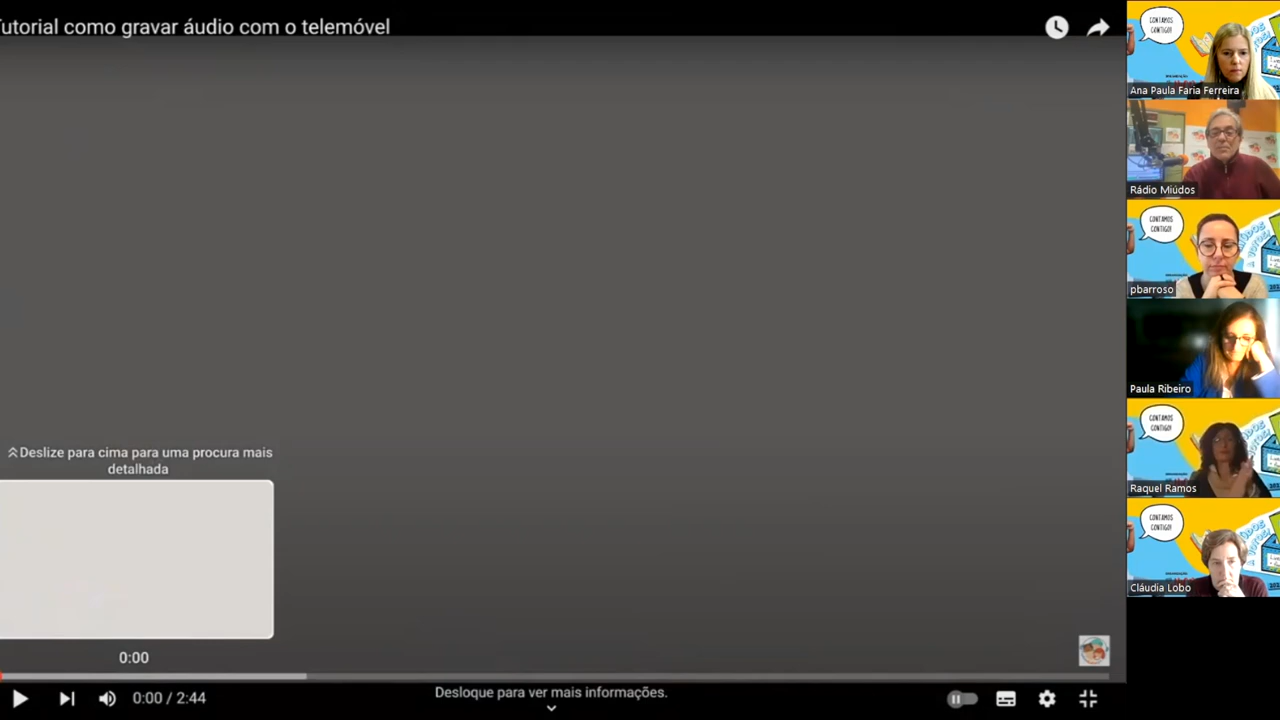 utorial como gravar áudio com o telemóvel
Deslize para cima para uma procura mais
detalhada
0:00
0:00 / 2:44
Desloque para ver mais informações.
CONTAMOS
CONTIGO!
Ana Paula Faria Ferreira
Rádio Miúdos
CONTAMOS
CONTIGO!
pbarroso
Paula Ribeiro
CONTAMOS
CONTIGO!
Raquel Ramos
CONTAMOS
CONTIGO!
Cláudia Lobo